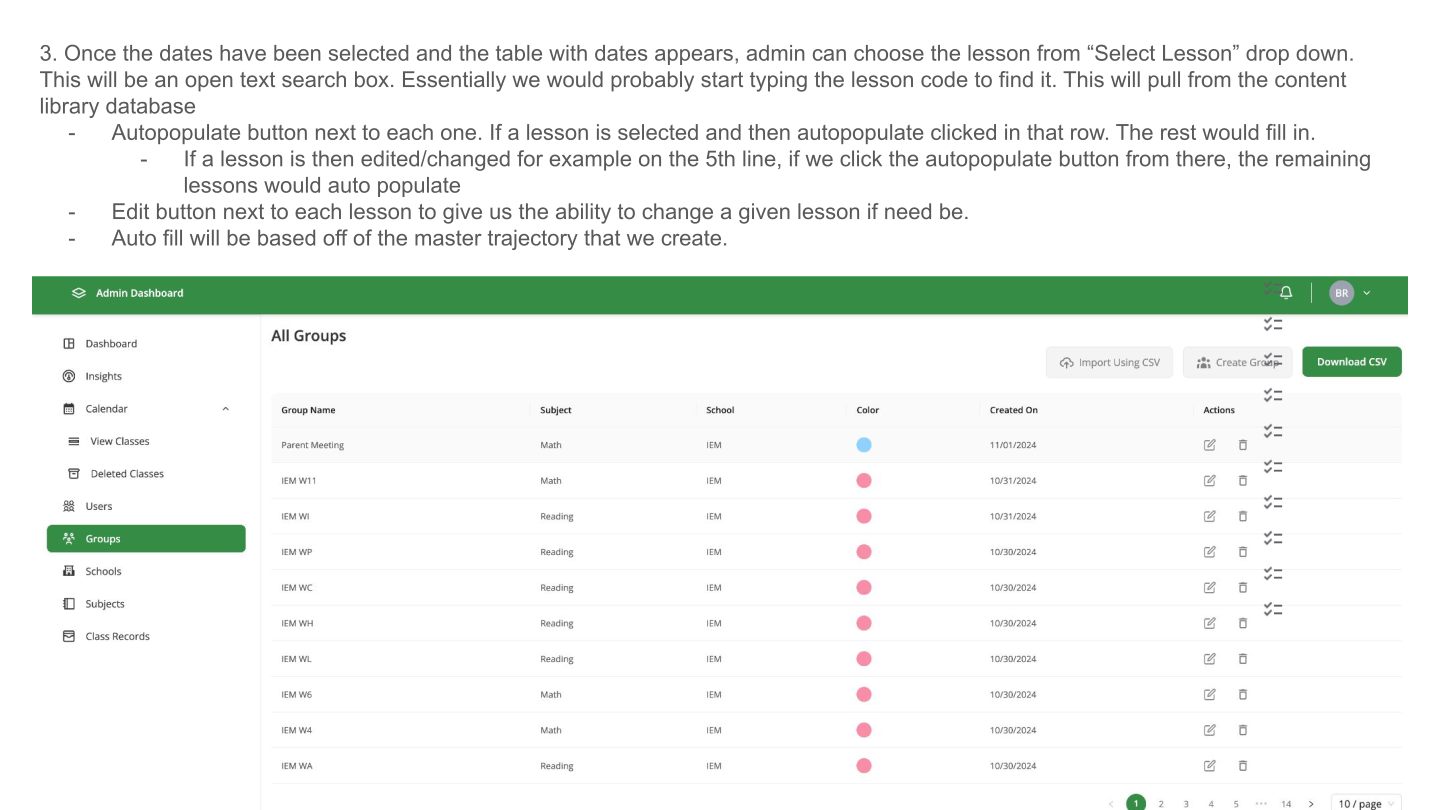 3. Once the dates have been selected and the table with dates appears, admin can choose the lesson from “Select Lesson” drop down.
This will be an open text search box. Essentially we would probably start typing the lesson code to find it. This will pull from the content
library database
- Autopopulate button next to each one. If a lesson is selected and then autopopulate clicked in that row. The rest would fill in.
- If a lesson is then edited/changed for example on the 5th line, if we click the autopopulate button from there, the remaining
lessons would auto populate
- Edit button next to each lesson to give us the ability to change a given lesson if need be.
- Auto fill will be based off of the master trajectory that we create.
Admin Dashboard
BR
Dashboard
Insights
Calendar
View Classes
Deleted Classes
Users
Groups
Schools
Subjects
Class Records
All Groups
Import Using CSV Create Group Download CSV
Group Name Subject School Color Created On Actions
Parent Meeting Math IEM 11/01/2024
IEM W11 Math IEM 10/31/2024
IEM WI Reading IEM 10/31/2024
IEM WP Reading IEM 10/30/2024
IEM WC Reading IEM 10/30/2024
IEM WH Reading IEM 10/30/2024
IEM WL Reading IEM 10/30/2024
IEM W6 Math IEM 10/30/2024
IEM W4 Math IEM 10/30/2024
IEM WA Reading IEM 10/30/2024
< 1 2 3 4 5 ··· 14 > 10 / page